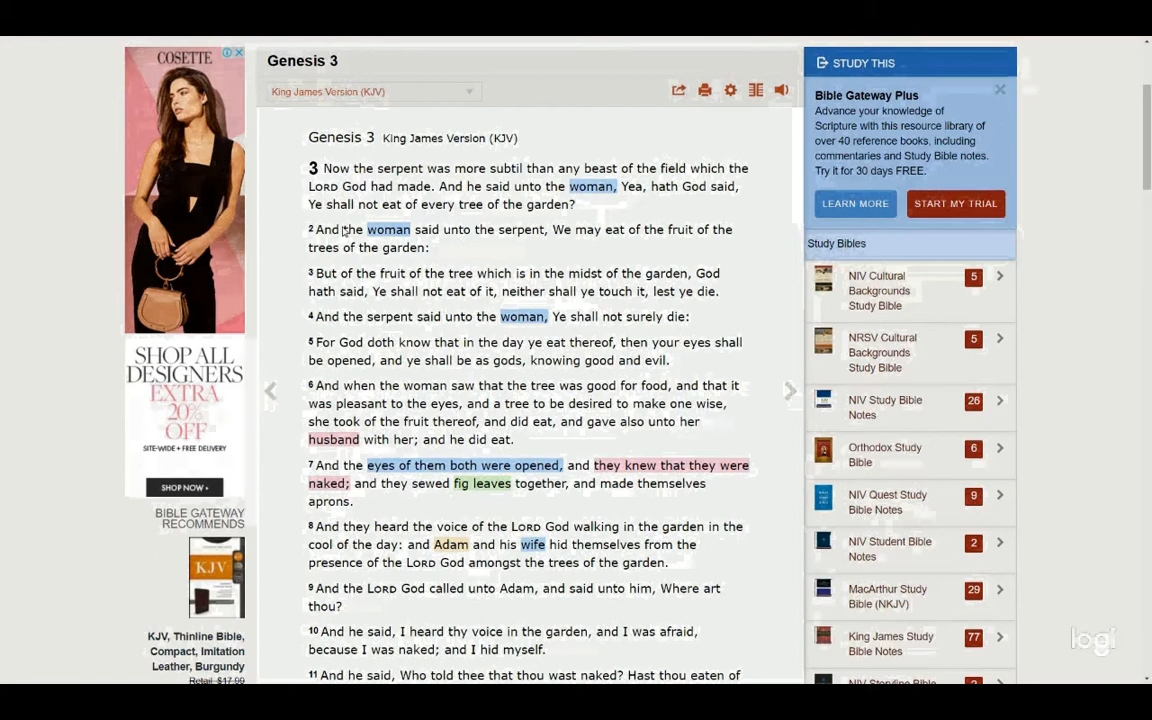 COSETTE
SHOP ALL
DESIGNERS
EXTRA
20%
OFF
SITE-WIDE + FREE DELIVERY
SHOP NOW
BIBLE GATEWAY
RECOMMENDS
KJV
KJV, Thinline Bible,
Compact, Imitation
Leather, Burgundy
Retail: $17.99
Genesis 3
King James Version (KJV)
Genesis 3 King James Version (KJV)
3 Now the serpent was more subtil than any beast of the field which the
LORD God had made. And he said unto the woman, Yea, hath God said,
Ye shall not eat of every tree of the garden?
2 And the woman said unto the serpent, We may eat of the fruit of the
trees of the garden:
3 But of the fruit of the tree which is in the midst of the garden, God
hath said, Ye shall not eat of it, neither shall ye touch it, lest ye die.
4 And the serpent said unto the woman, Ye shall not surely die:
5 For God doth know that in the day ye eat thereof, then your eyes shall
be opened, and ye shall be as gods, knowing good and evil.
6 And when the woman saw that the tree was good for food, and that it
was pleasant to the eyes, and a tree to be desired to make one wise,
she took of the fruit thereof, and did eat, and gave also unto her
husband with her; and he did eat.
7 And the eyes of them both were opened, and they knew that they were
naked; and they sewed fig leaves together, and made themselves
aprons.
8 And they heard the voice of the LORD God walking in the garden in the
cool of the day: and Adam and his wife hid themselves from the
presence of the LORD God amongst the trees of the garden.
9 And the LORD God called unto Adam, and said unto him, Where art
thou?
10 And he said, I heard thy voice in the garden, and I was afraid,
because I was naked; and I hid myself.
11 And he said, Who told thee that thou wast naked? Hast thou eaten of
STUDY THIS
Bible Gateway Plus
Advance your knowledge of
Scripture with this resource library of
over 40 reference books, including
commentaries and Study Bible notes.
Try it for 30 days FREE.
LEARN MORE START MY TRIAL
Study Bibles
NIV Cultural 5
Backgrounds
Study Bible
NRSV Cultural 5
Backgrounds
Study Bible
NIV Study Bible 26
Notes
Orthodox Study 6
Bible
NIV Quest Study 9
Bible Notes
NIV Student Bible 2
Notes
MacArthur Study 29
Bible (NKJV)
King James Study 77
Bible Notes
NIV Storyline Bible
logi